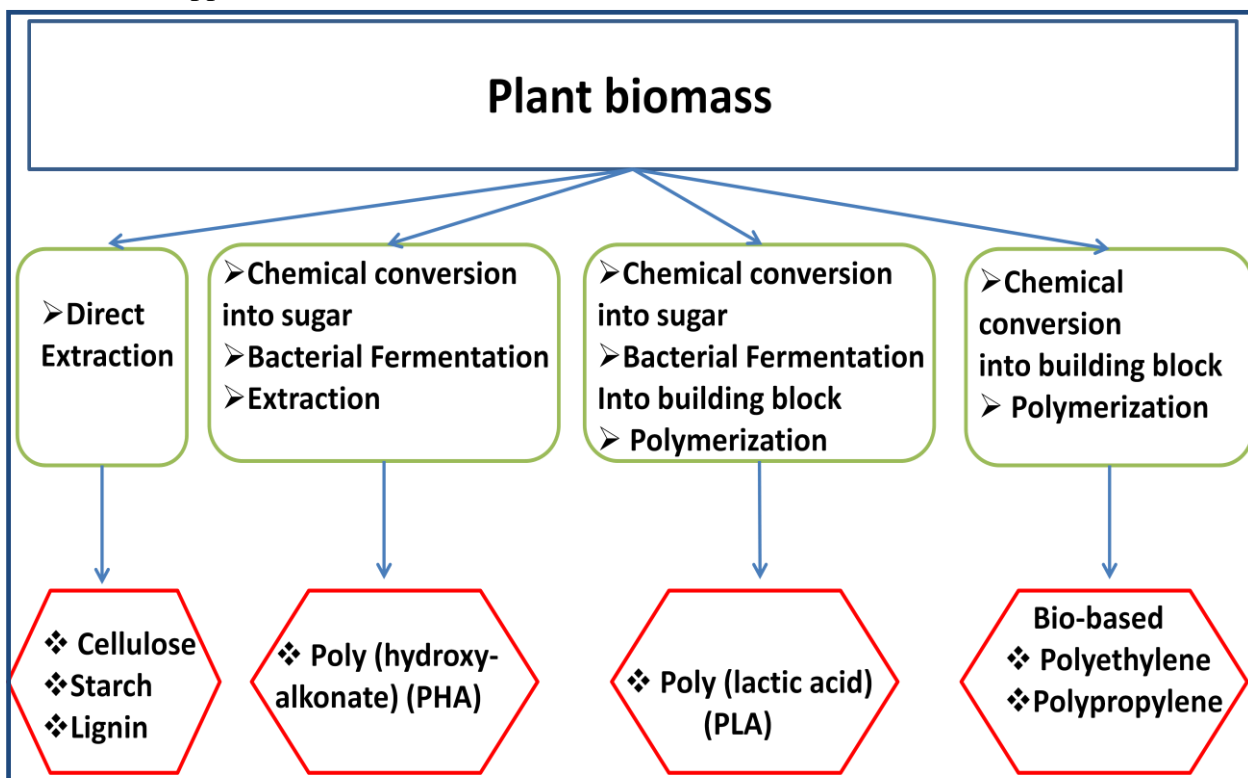 Plant biomass
➢Direct
Extraction
➢Chemical conversion
into sugar
➢Bacterial Fermentation
➢Extraction
➢Chemical conversion
into sugar
➢Bacterial Fermentation
Into building block
➢ Polymerization
➢Chemical
conversion
into building block
➢ Polymerization
❖ Cellulose
❖ Starch
❖Lignin
❖ Poly (hydroxy-
alkonate) (PHA)
❖ Poly (lactic acid)
(PLA)
Bio-based
❖ Polyethylene
❖Polypropylene